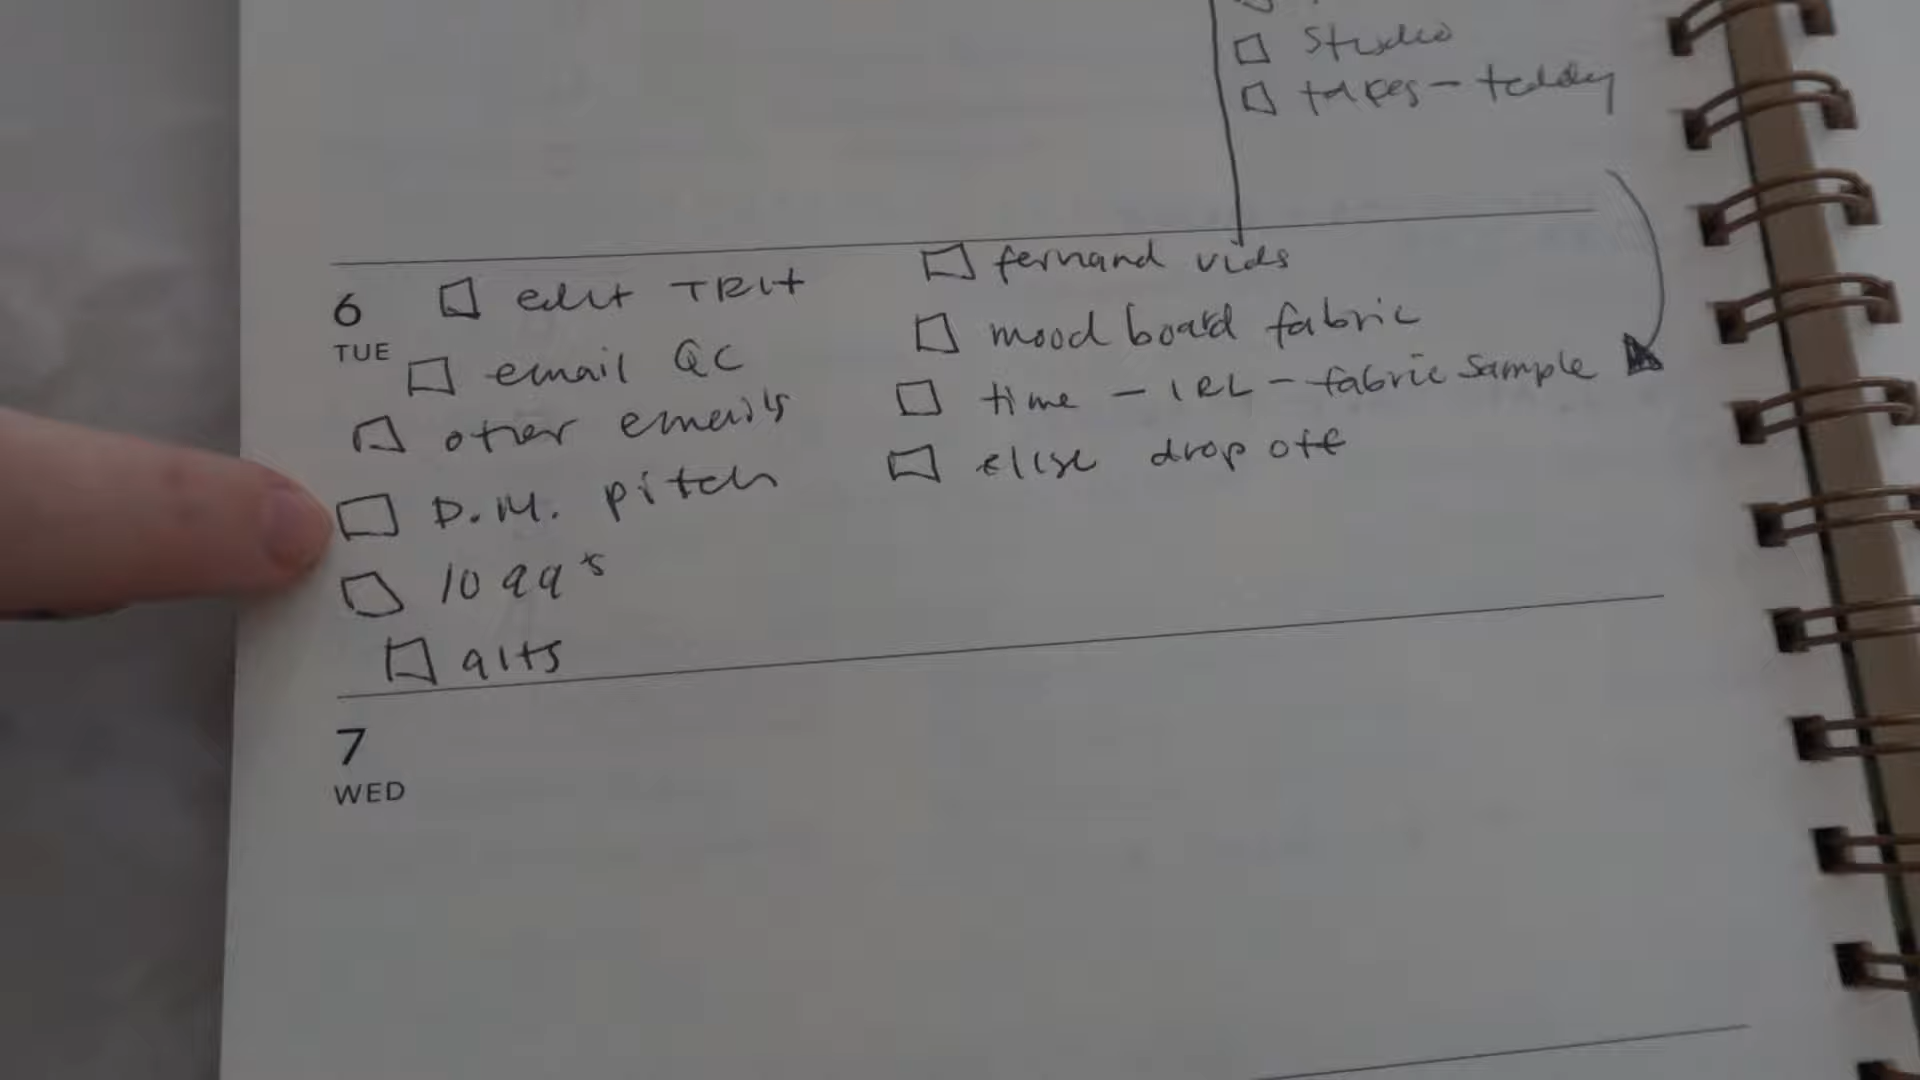 studio
taxes - teddy
6
TUE
edit TRIT
email QC
other emails
D.M. pitch
1099's
alts
fernand vids
mood board fabric
time - IRL - fabric sample
elise drop off
7
WED